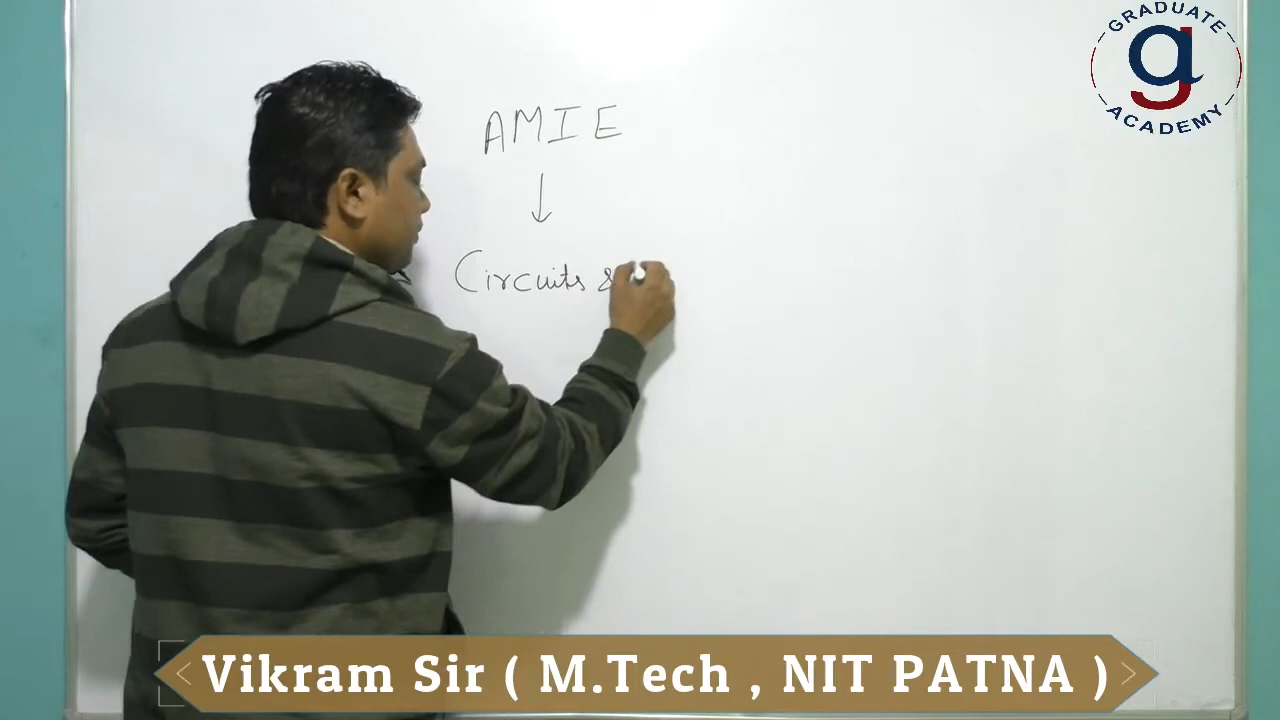 GRADUATE
a
ACADEMY
AMIE
Circuits &
Vikram Sir ( M.Tech , NIT PATNA )